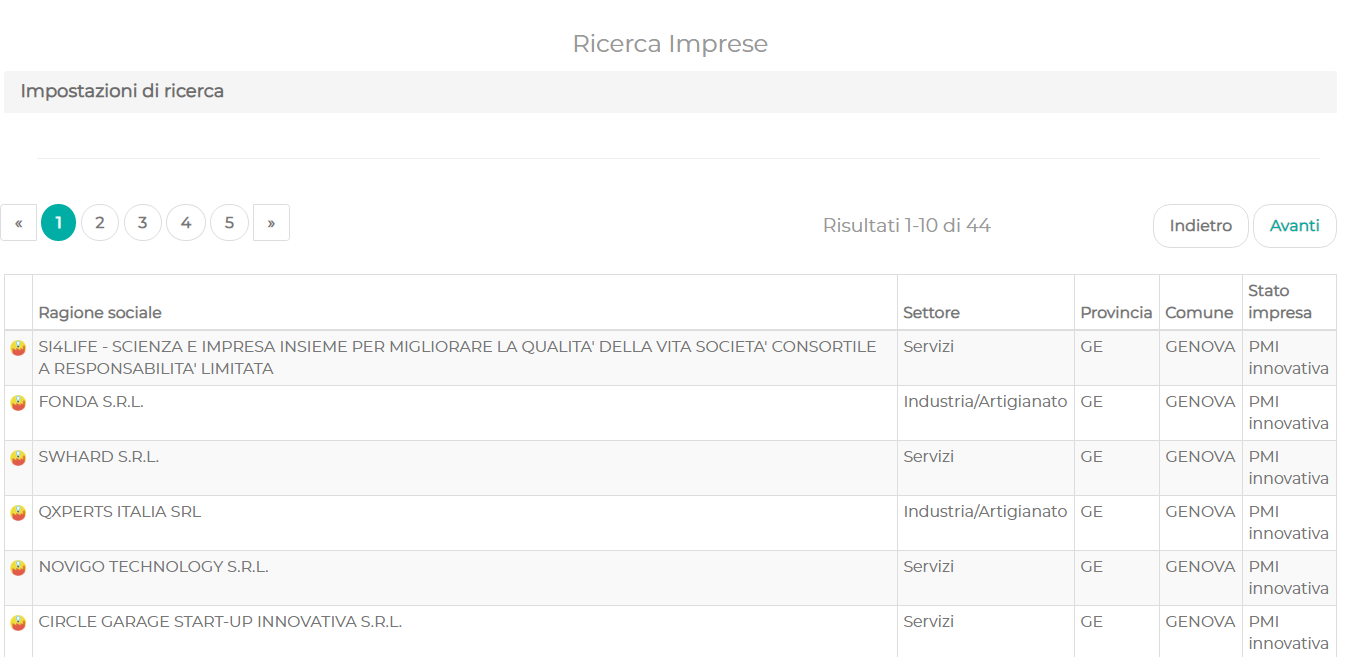 Ricerca Imprese
Impostazioni di ricerca
« 1 2 3 4 5 » Risultati 1-10 di 44 Indietro Avanti
Ragione sociale Settore Provincia Comune Stato impresa
SI4LIFE - SCIENZA E IMPRESA INSIEME PER MIGLIORARE LA QUALITA' DELLA VITA SOCIETA' CONSORTILE
A RESPONSABILITA' LIMITATA
Servizi GE GENOVA PMI innovativa
FONDA S.R.L. Industria/Artigianato GE GENOVA PMI innovativa
SWHARD S.R.L. Servizi GE GENOVA PMI innovativa
QXPERTS ITALIA SRL Industria/Artigianato GE GENOVA PMI innovativa
NOVIGO TECHNOLOGY S.R.L. Servizi GE GENOVA PMI innovativa
CIRCLE GARAGE START-UP INNOVATIVA S.R.L. Servizi GE GENOVA PMI innovativa